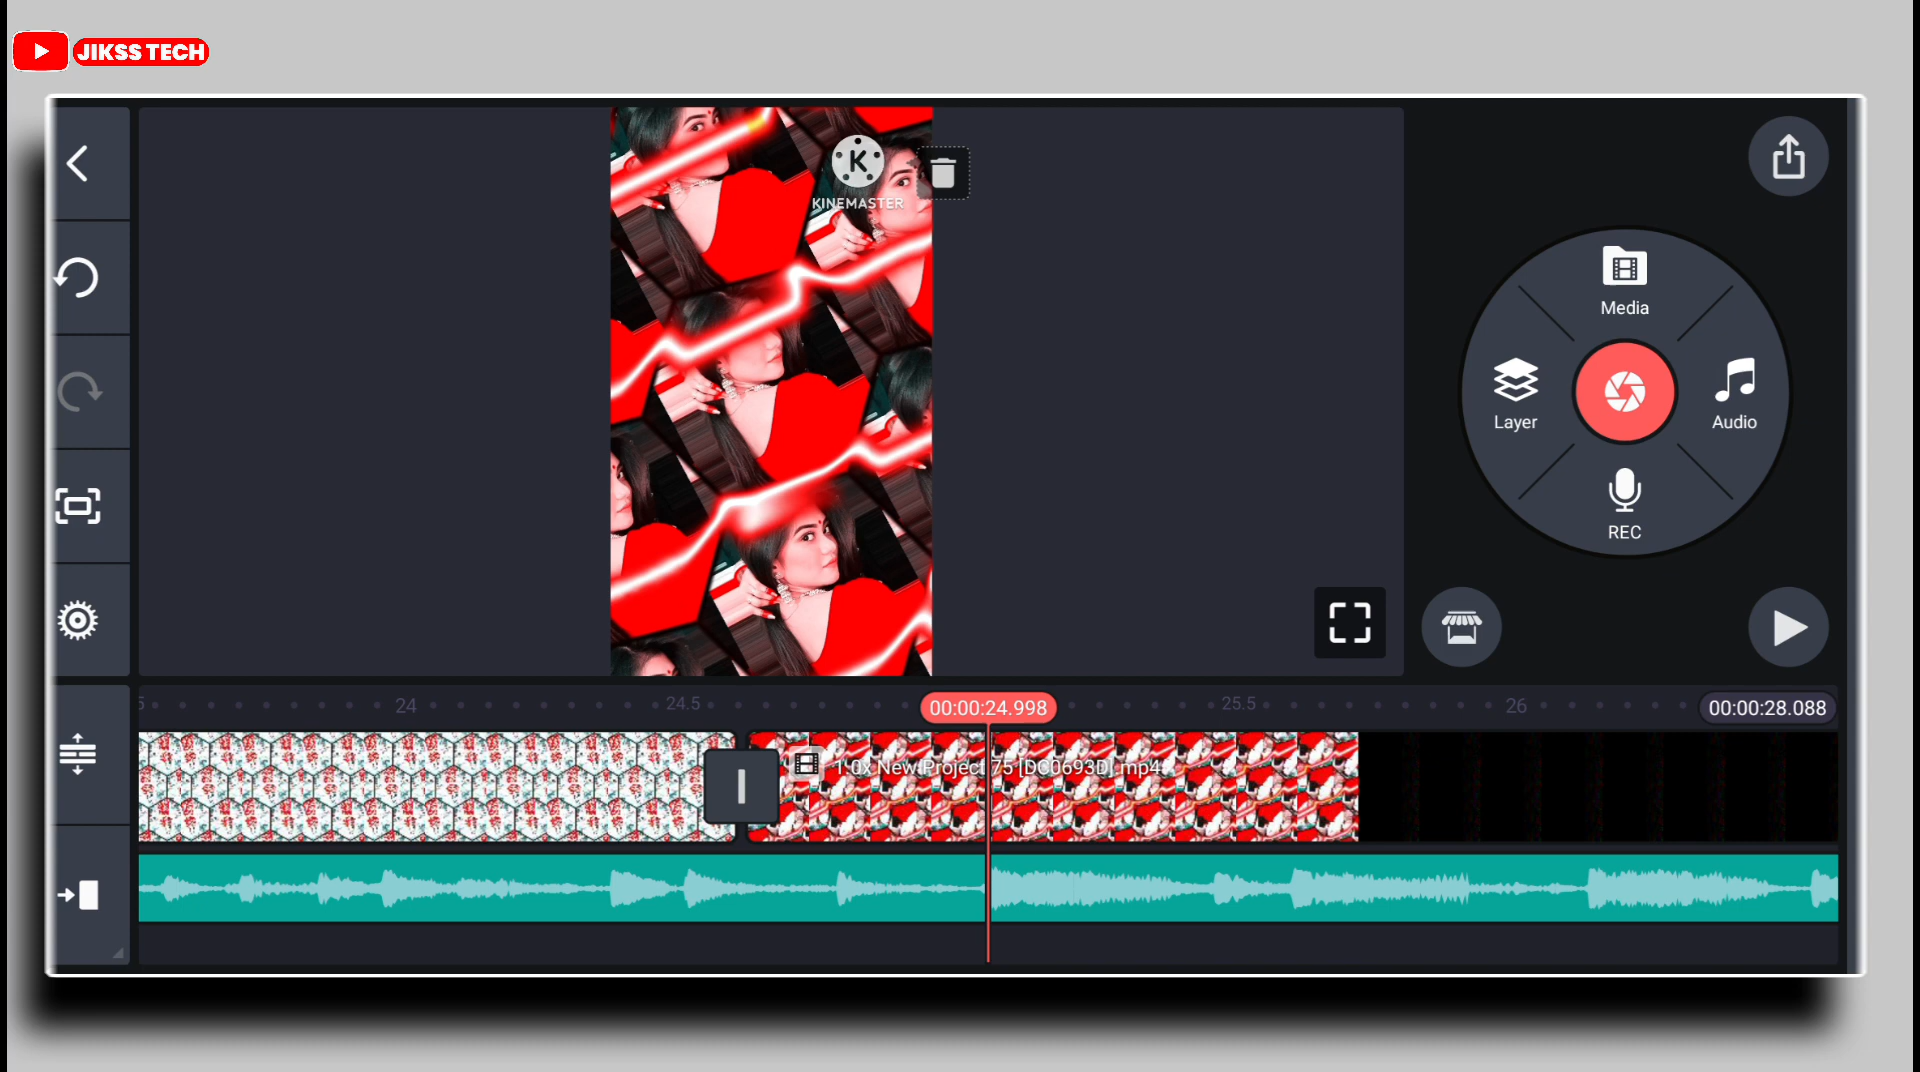 JIKSS TECH
K
KINEMASTER
Media
Layer
Audio
REC
24
24.5
00:00:24.998
25.5
26
00:00:28.088
1.0x New Project 75 [DC0693D].mp4